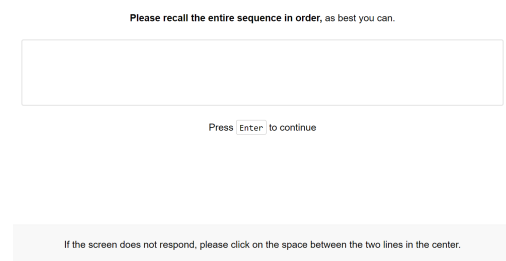 Please recall the entire sequence in order, as best you can.
Press Enter to continue
If the screen does not respond, please click on the space between the two lines in the center.